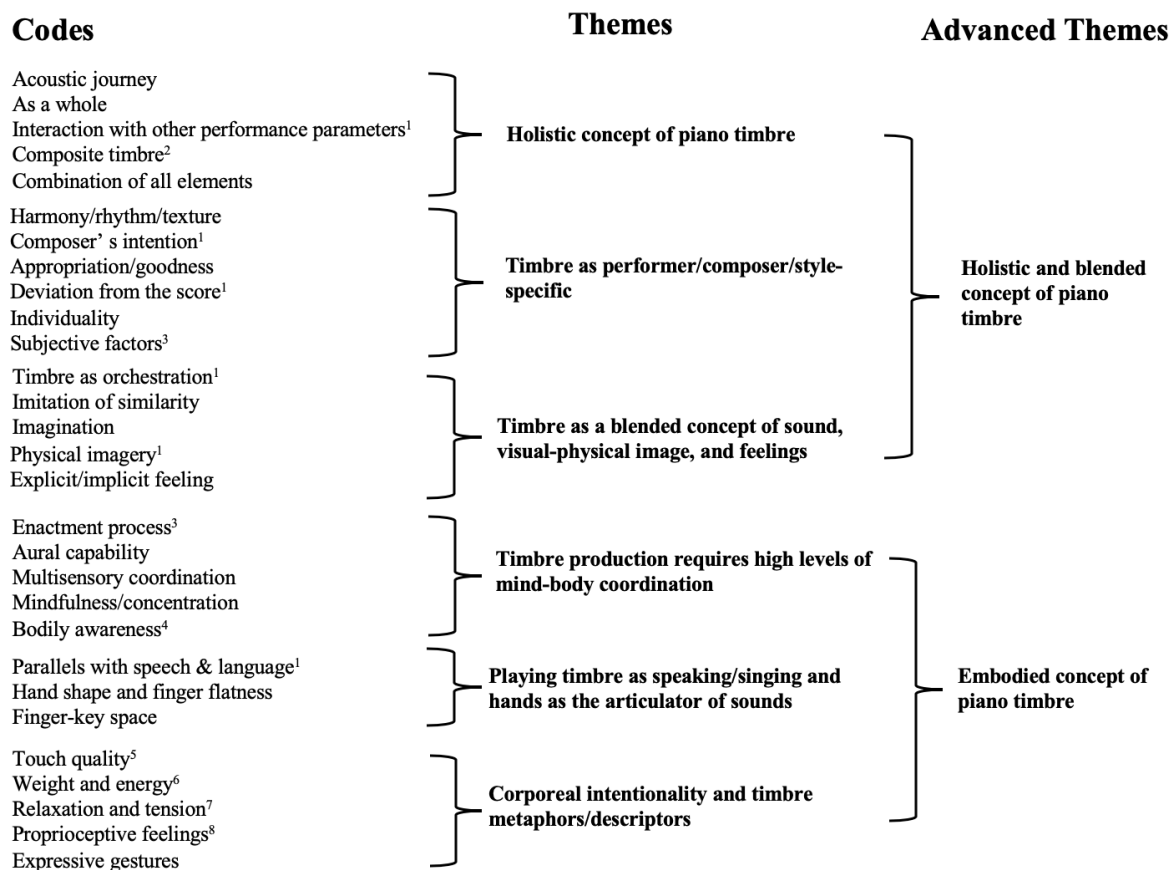 Codes
Themes
Advanced Themes
Acoustic journey
As a whole
Interaction with other performance parameters¹
Composite timbre²
Combination of all elements
Holistic concept of piano timbre
Harmony/rhythm/texture
Composer’ s intention¹
Appropriation/goodness
Deviation from the score¹
Individuality
Subjective factors³
Timbre as performer/composer/style-
specific
Timbre as orchestration¹
Imitation of similarity
Imagination
Physical imagery¹
Explicit/implicit feeling
Timbre as a blended concept of sound,
visual-physical image, and feelings
Holistic and blended
concept of piano
timbre
Enactment process³
Aural capability
Multisensory coordination
Mindfulness/concentration
Bodily awareness⁴
Timbre production requires high levels of
mind-body coordination
Parallels with speech & language¹
Hand shape and finger flatness
Finger-key space
Playing timbre as speaking/singing and
hands as the articulator of sounds
Touch quality⁵
Weight and energy⁶
Relaxation and tension⁷
Proprioceptive feelings⁸
Expressive gestures
Corporeal intentionality and timbre
metaphors/descriptors
Embodied concept of
piano timbre